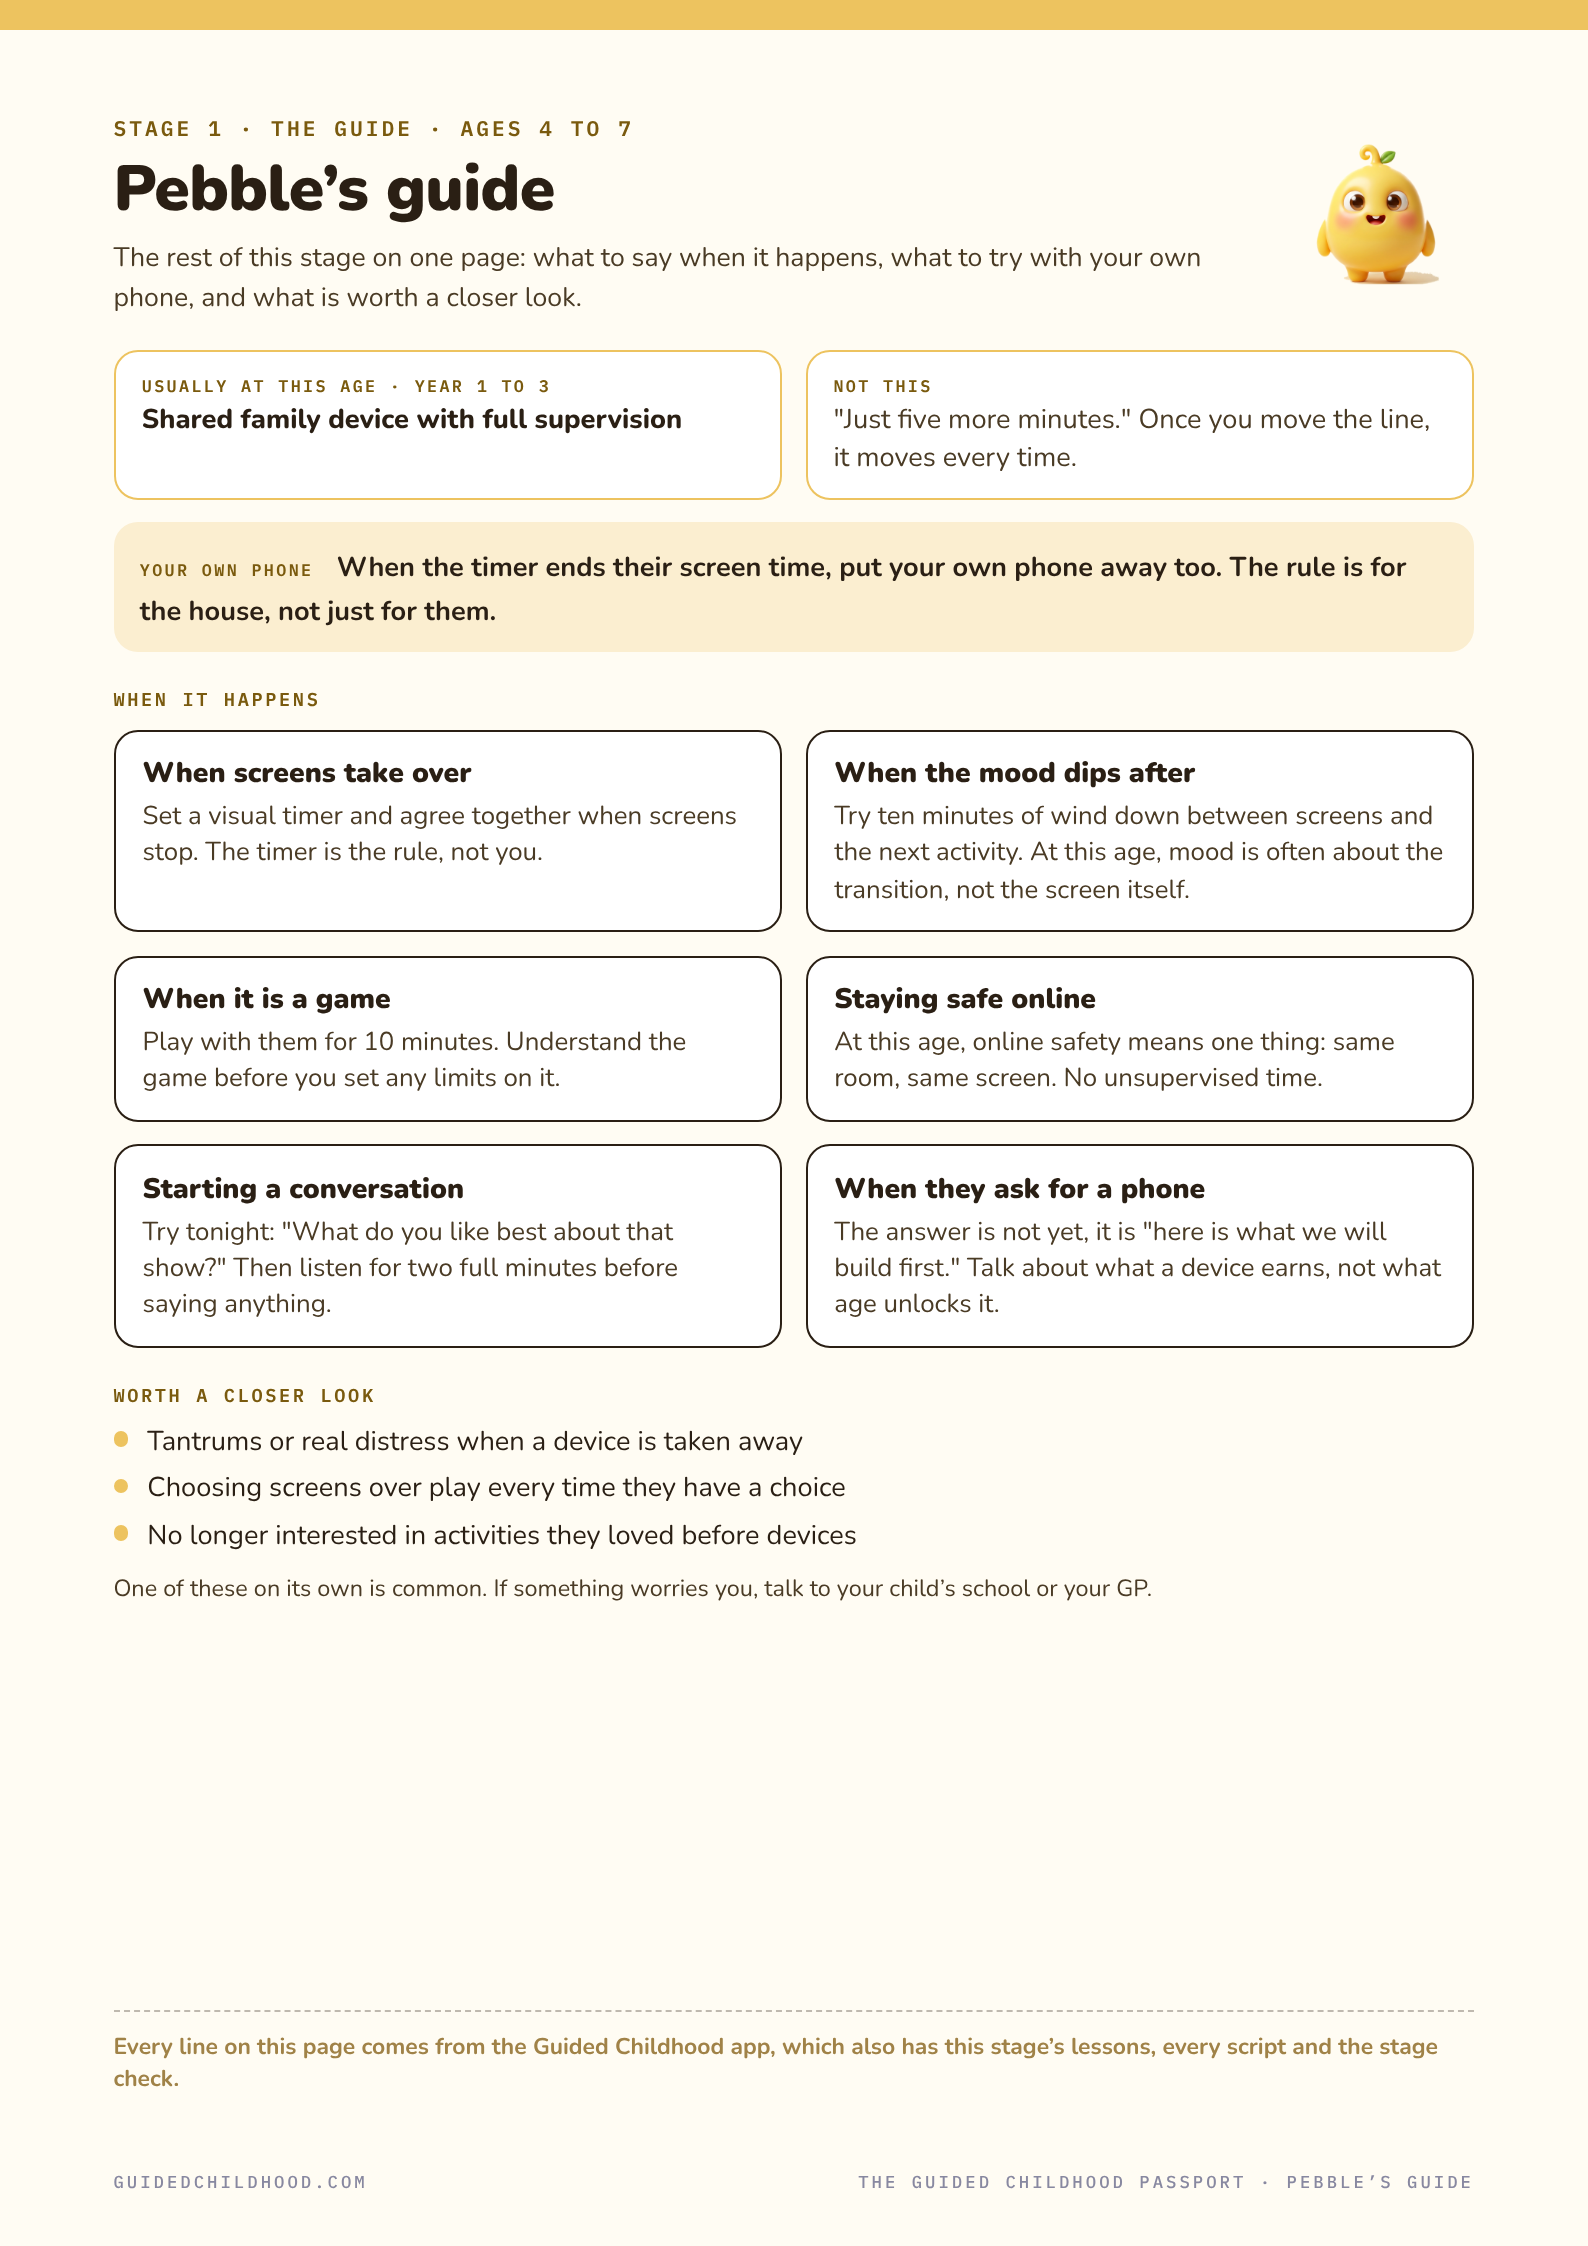 STAGE 1 · THE GUIDE · AGES 4 TO 7
Pebble’s guide
The rest of this stage on one page: what to say when it happens, what to try with your own
phone, and what is worth a closer look.
USUALLY AT THIS AGE · YEAR 1 TO 3
Shared family device with full supervision
NOT THIS
"Just five more minutes." Once you move the line,
it moves every time.
YOUR OWN PHONE When the timer ends their screen time, put your own phone away too. The rule is for
the house, not just for them.
WHEN IT HAPPENS
When screens take over
Set a visual timer and agree together when screens
stop. The timer is the rule, not you.
When the mood dips after
Try ten minutes of wind down between screens and
the next activity. At this age, mood is often about the
transition, not the screen itself.
When it is a game
Play with them for 10 minutes. Understand the
game before you set any limits on it.
Staying safe online
At this age, online safety means one thing: same
room, same screen. No unsupervised time.
Starting a conversation
Try tonight: "What do you like best about that
show?" Then listen for two full minutes before
saying anything.
When they ask for a phone
The answer is not yet, it is "here is what we will
build first." Talk about what a device earns, not what
age unlocks it.
WORTH A CLOSER LOOK
Tantrums or real distress when a device is taken away
Choosing screens over play every time they have a choice
No longer interested in activities they loved before devices
One of these on its own is common. If something worries you, talk to your child’s school or your GP.
Every line on this page comes from the Guided Childhood app, which also has this stage’s lessons, every script and the stage
check.
GUIDEDCHILDHOOD.COM
THE GUIDED CHILDHOOD PASSPORT · PEBBLE’S GUIDE